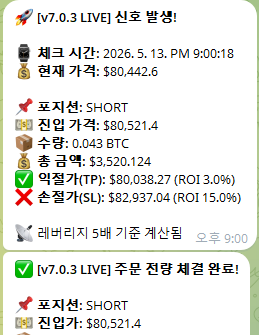 🚀 [v7.0.3 LIVE] 신호 발생!
⌚ 체크 시간: 2026. 5. 13. PM 9:00:18
💰 현재 가격: $80,442.6
📌 포지션: SHORT
💵 진입 가격: $80,521.4
📦 수량: 0.043 BTC
💰 총 금액: $3,520.124
✅ 익절가(TP): $80,038.27 (ROI 3.0%)
❌ 손절가(SL): $82,937.04 (ROI 15.0%)
📡 레버리지 5배 기준 계산됨
오후 9:00
✅ [v7.0.3 LIVE] 주문 전량 체결 완료!
📌 포지션: SHORT
💵 진입가: $80,521.4